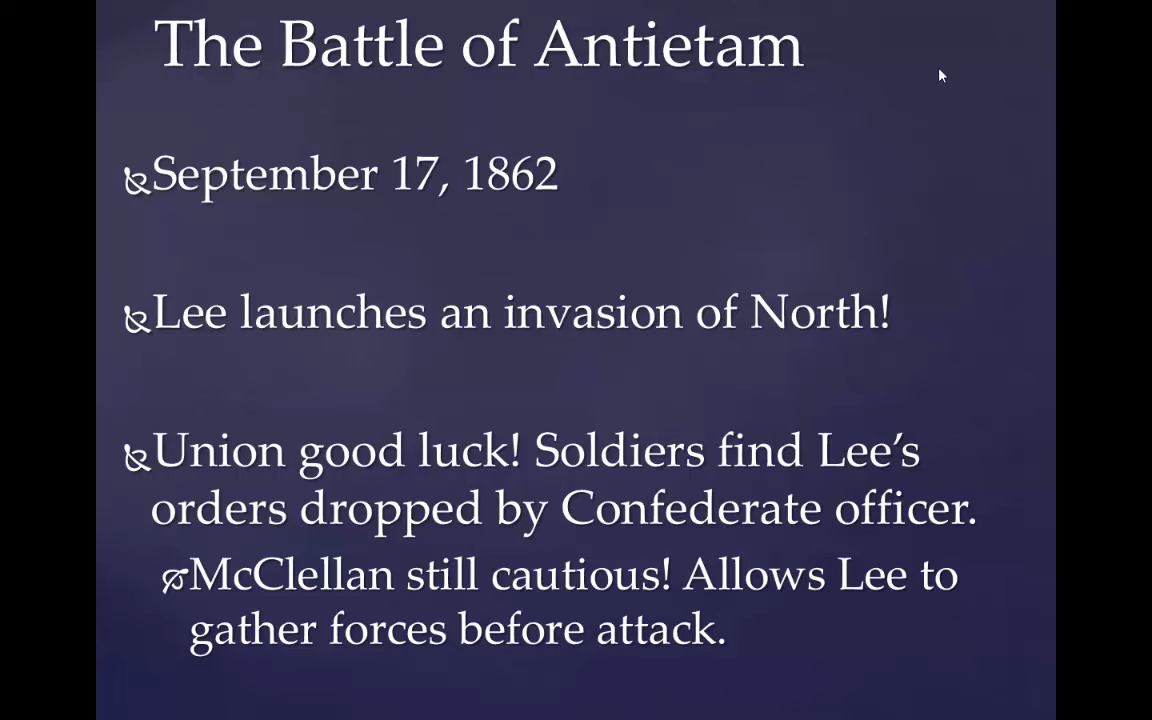 The Battle of Antietam
September 17, 1862
Lee launches an invasion of North!
Union good luck! Soldiers find Lee’s
orders dropped by Confederate officer.
McClellan still cautious! Allows Lee to
gather forces before attack.